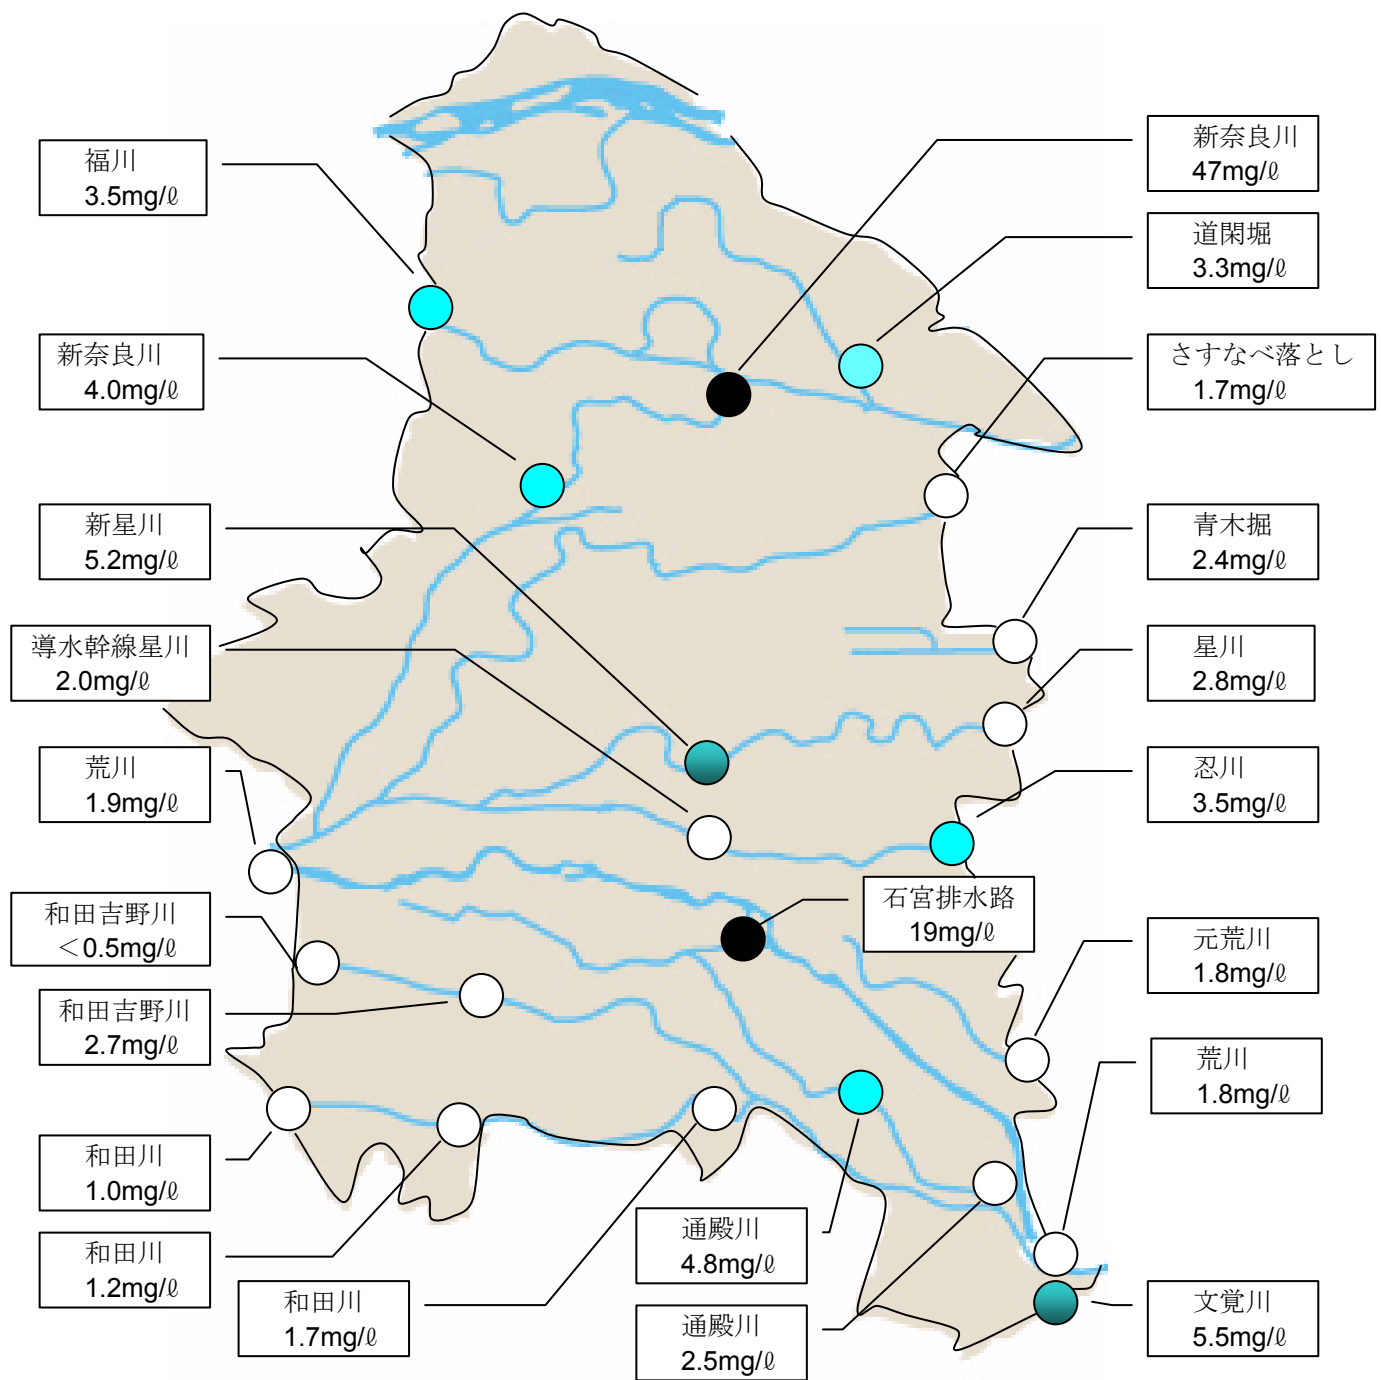 福川
3.5mg/ℓ
新奈良川
4.0mg/ℓ
新星川
5.2mg/ℓ
導水幹線星川
2.0mg/ℓ
荒川
1.9mg/ℓ
和田吉野川
＜0.5mg/ℓ
和田吉野川
2.7mg/ℓ
和田川
1.0mg/ℓ
和田川
1.2mg/ℓ
和田川
1.7mg/ℓ
通殿川
4.8mg/ℓ
通殿川
2.5mg/ℓ
石宮排水路
19mg/ℓ
新奈良川
47mg/ℓ
道閑堀
3.3mg/ℓ
さすなべ落とし
1.7mg/ℓ
青木掘
2.4mg/ℓ
星川
2.8mg/ℓ
忍川
3.5mg/ℓ
元荒川
1.8mg/ℓ
荒川
1.8mg/ℓ
文覚川
5.5mg/ℓ